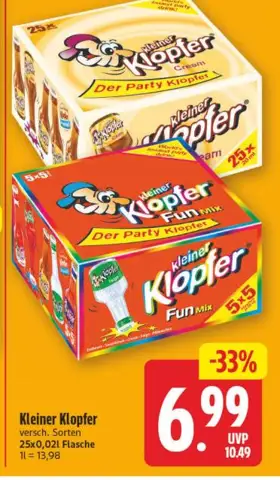 25x
kleiner
Klopfer
Cream
Der Party Klopfer
kleiner
Klopfer
25x
5x5
kleiner
Klopfer
Fun Mix
Der Party Klopfer
kleiner
Klopfer
Fun Mix
5x5
-33%
6.99
UVP
10.49
Kleiner Klopfer
versch. Sorten
25x0,02l Flasche
1l = 13,98